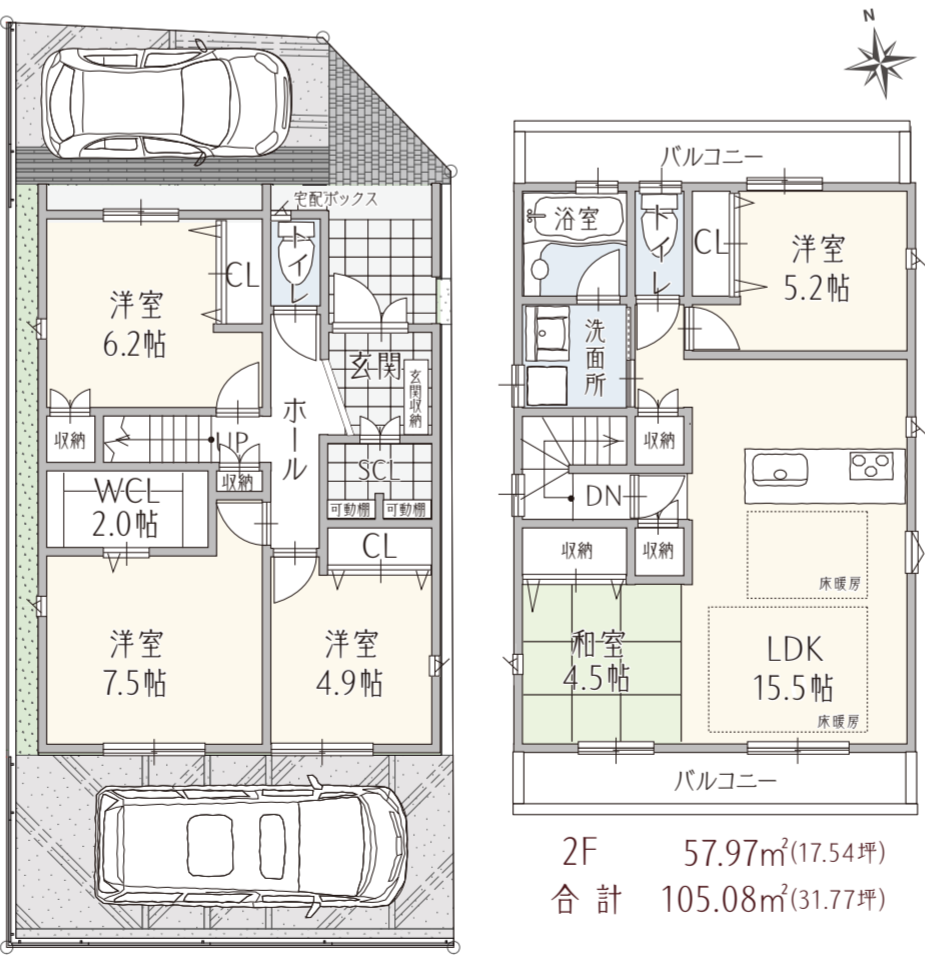 N
宅配ボックス
トイレ
CL
洋室
6.2帖
玄関
玄関収納
ホール
収納
UP
収納
SCL
可動棚
可動棚
WCL
2.0帖
CL
洋室
7.5帖
洋室
4.9帖
バルコニー
浴室
トイレ
CL
洋室
5.2帖
洗面所
収納
DN
収納
収納
床暖房
和室
4.5帖
LDK
15.5帖
床暖房
バルコニー
2F 57.97㎡(17.54坪)
合計 105.08㎡(31.77坪)